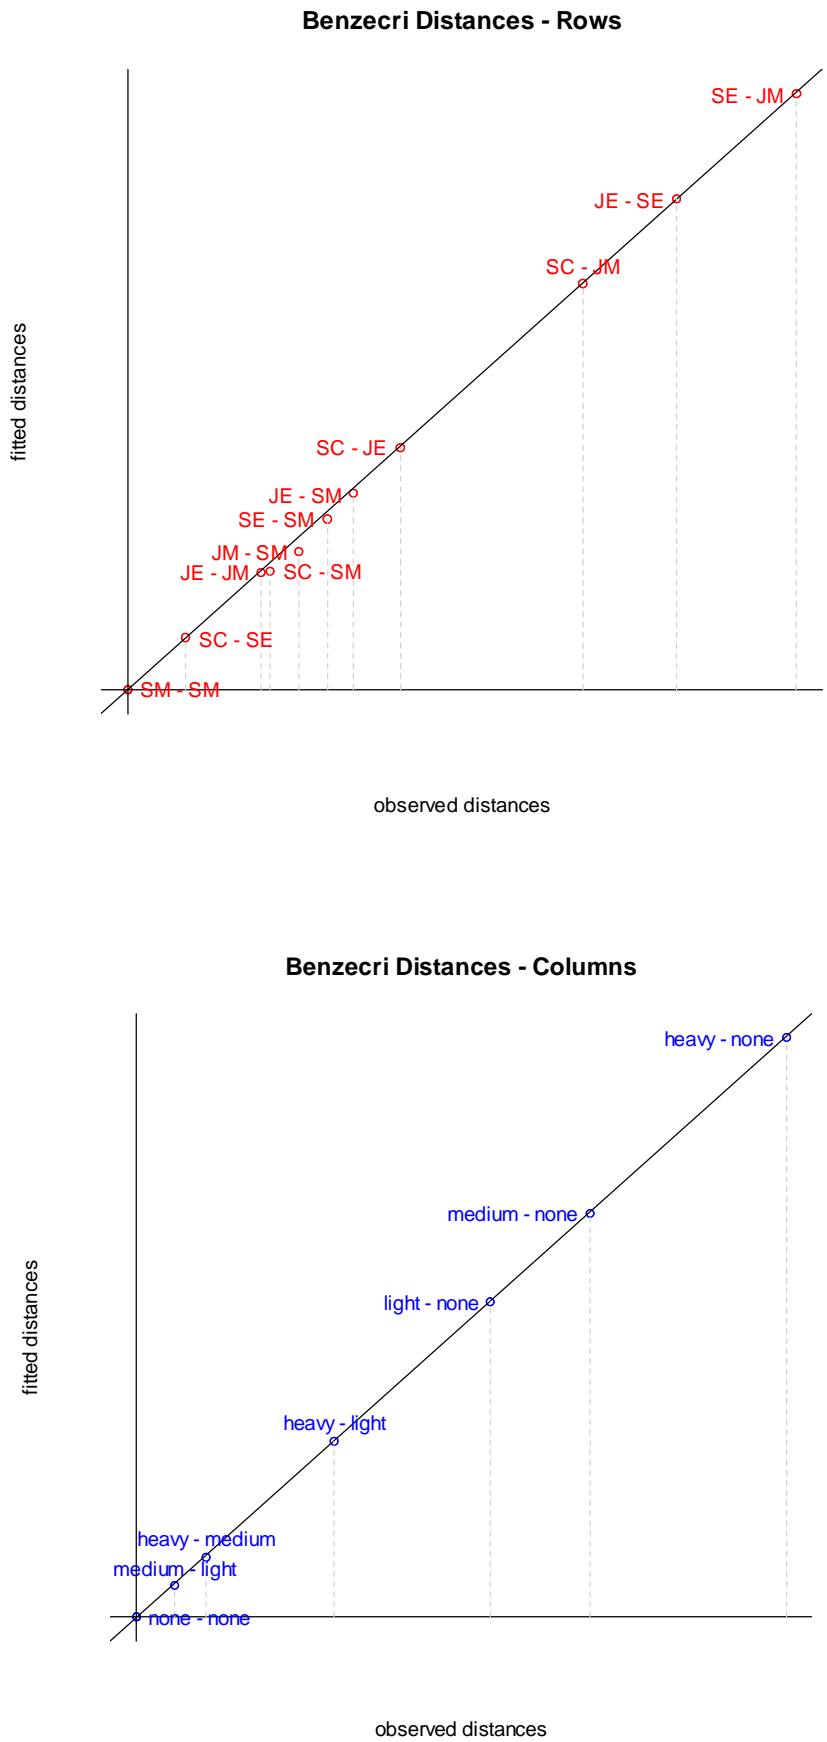 Benzecri Distances - Rows
SE - JM
JE - SE
SC - JM
fitted distances
SC - JE
JE - SM
SE - SM
JM - SM
JE - JM
SC - SM
SC - SE
SM - SM
observed distances
Benzecri Distances - Columns
heavy - none
medium - none
light - none
fitted distances
heavy - light
heavy - medium
medium - light
none - none
observed distances